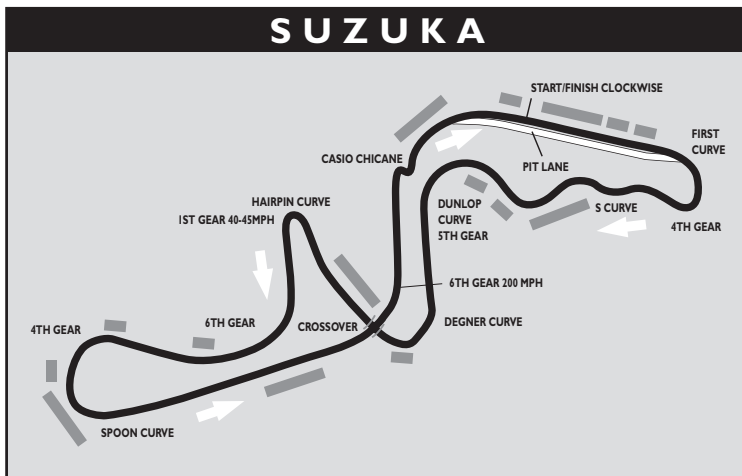 SUZUKA
START/FINISH CLOCKWISE
FIRST
CURVE
CASIO CHICANE
PIT LANE
HAIRPIN CURVE
1ST GEAR 40-45MPH
DUNLOP
CURVE
5TH GEAR
S CURVE
4TH GEAR
6TH GEAR 200 MPH
4TH GEAR
6TH GEAR
CROSSOVER
DEGNER CURVE
SPOON CURVE